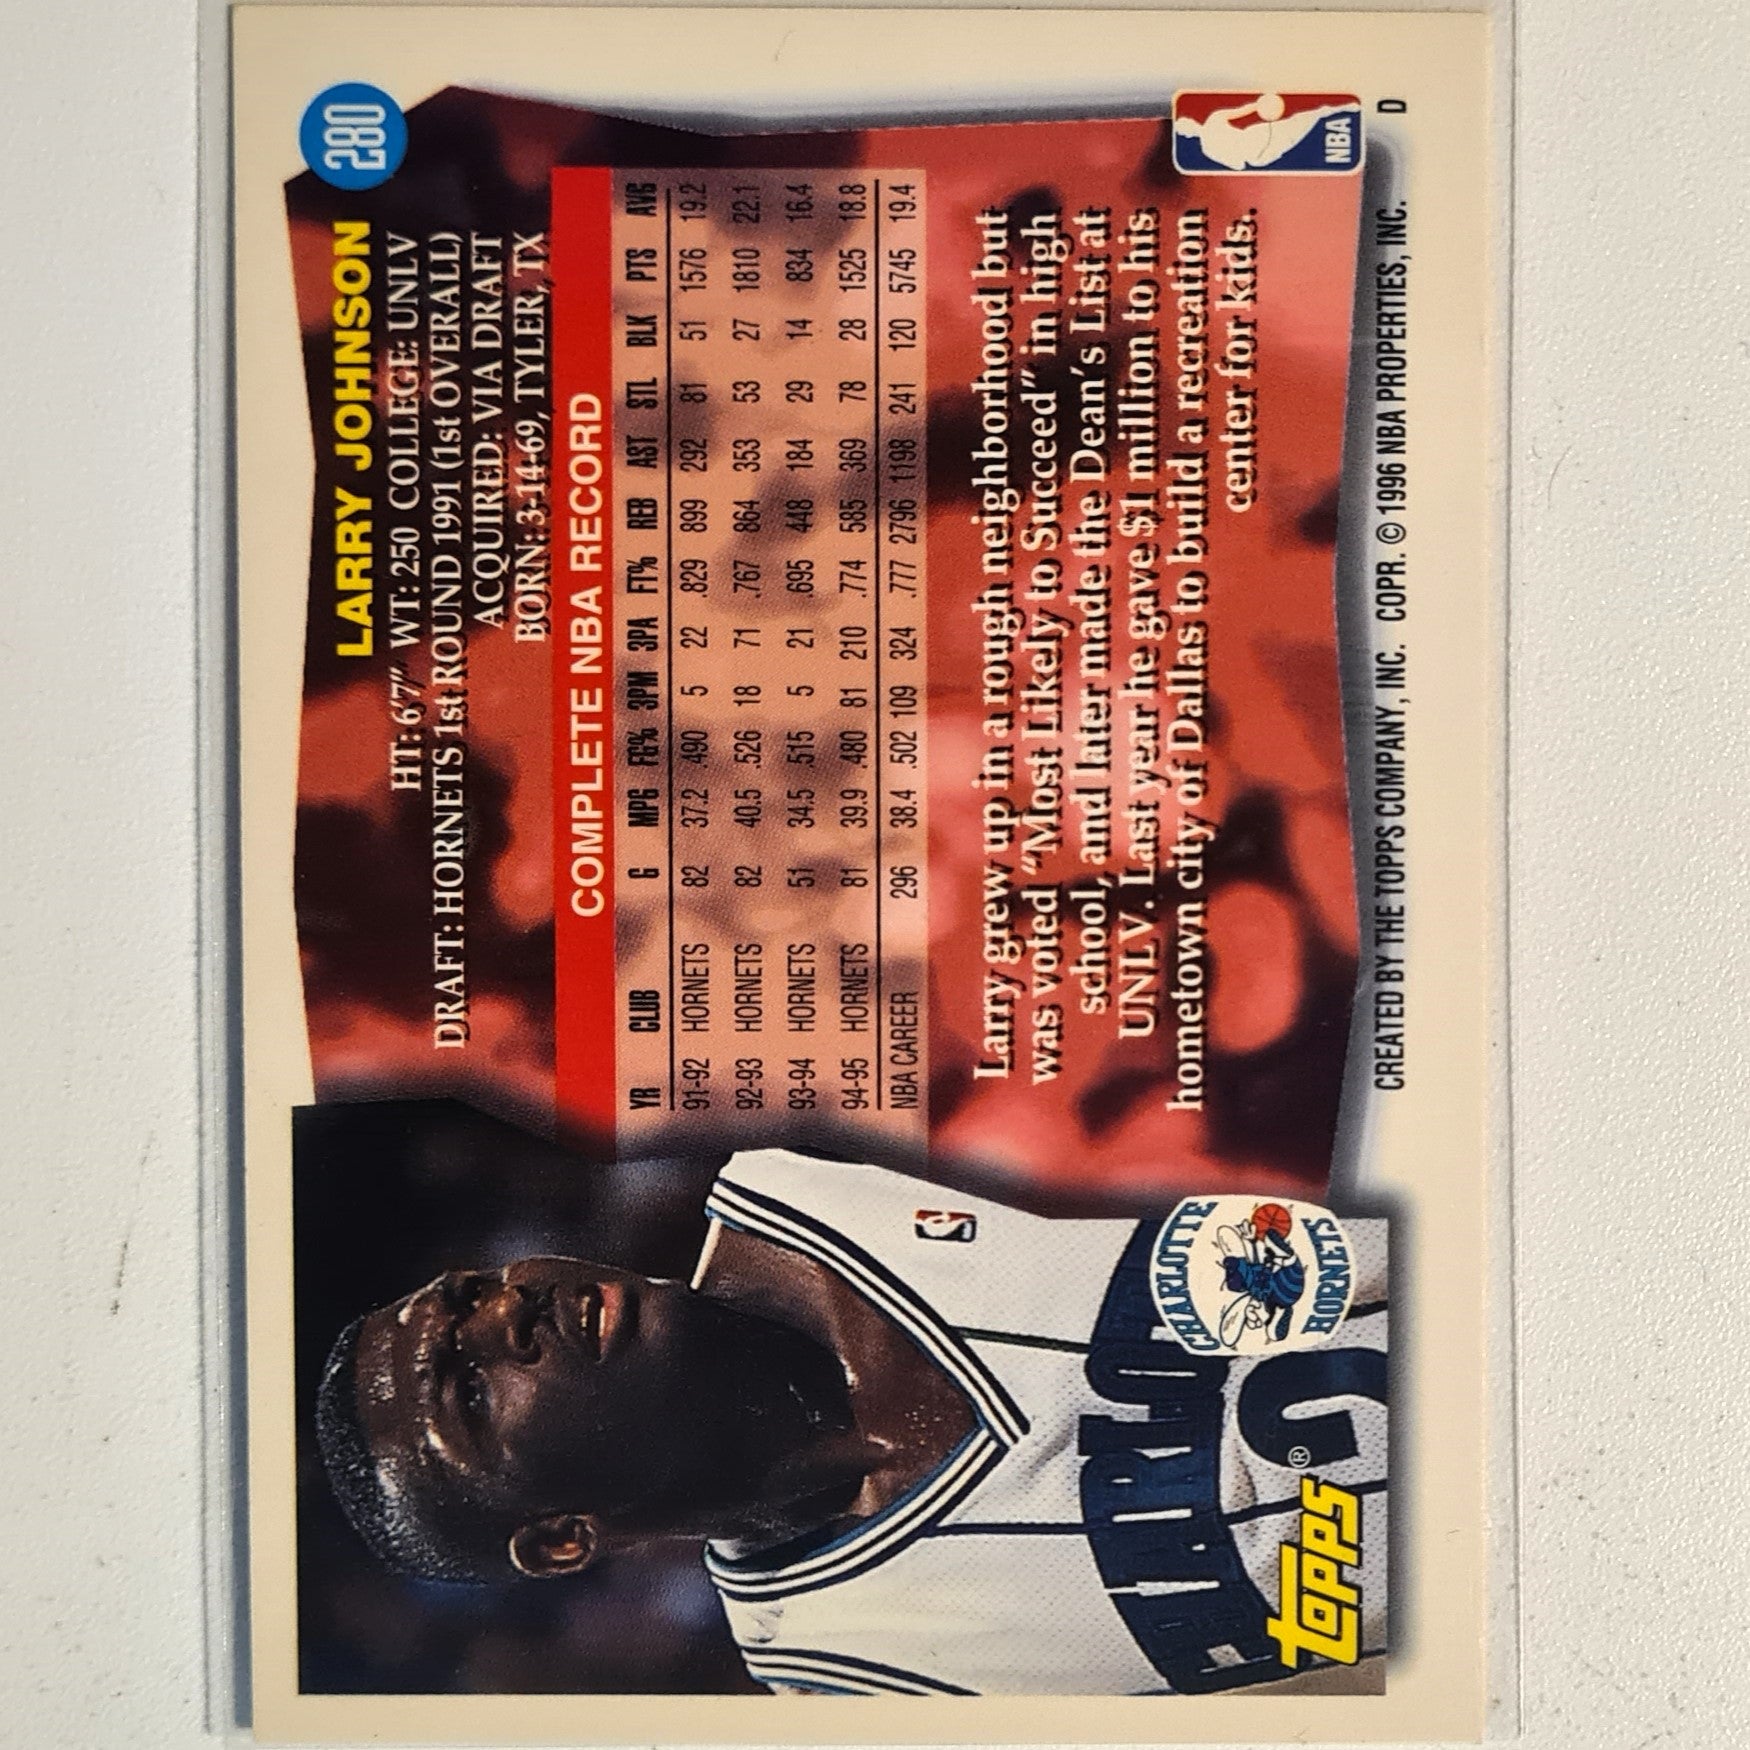 280
LARRY JOHNSON
HT: 6'7" WT: 250 COLLEGE: UNLV
DRAFT: HORNETS 1st ROUND 1991 (1st OVERALL)
ACQUIRED: VIA DRAFT
BORN: 3-14-69, TYLER, TX
COMPLETE NBA RECORD
YR CLUB G MPG FG% 3PM 3PA FT% REB AST STL BLK PTS AVG
91-92 HORNETS 82 37.2 .490 5 22 .829 899 292 81 51 1576 19.2
92-93 HORNETS 82 40.5 .526 18 71 .767 864 353 53 27 1810 22.1
93-94 HORNETS 51 34.5 .515 5 21 .695 448 184 29 14 834 16.4
94-95 HORNETS 81 39.9 .480 81 210 .774 585 369 78 28 1525 18.8
NBA CAREER 296 38.4 .502 109 324 .777 2796 1198 241 120 5745 19.4
Larry grew up in a rough neighborhood but
was voted "Most Likely to Succeed" in high
school, and later made the Dean's List at
UNLV. Last year he gave $1 million to his
hometown city of Dallas to build a recreation
center for kids.
NBA
CHARLOTTE
HORNETS
CHARLO
TOPPS®
CREATED BY THE TOPPS COMPANY, INC. COPR. © 1996 NBA PROPERTIES, INC. D